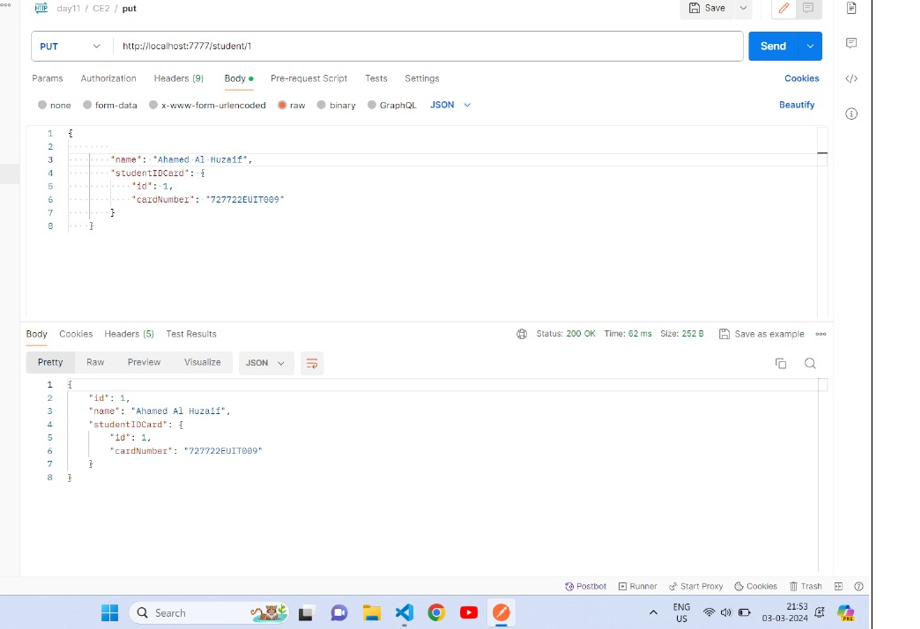 HTTP day11 / CE2 / put Save
PUT http://localhost:7777/student/1 Send
Params Authorization Headers (9) Body Pre-request Script Tests Settings Cookies
none form-data x-www-form-urlencoded raw binary GraphQL JSON Beautify
1 {
2
3 "name": "Ahamed Al Huzaif",
4 "studentIDCard": {
5 "id": 1,
6 "cardNumber": "727722EUIT009"
7 }
8 }
Body Cookies Headers (5) Test Results Status: 200 OK Time: 62 ms Size: 252 B Save as example
Pretty Raw Preview Visualize JSON
1 {
2 "id": 1,
3 "name": "Ahamed Al Huzaif",
4 "studentIDCard": {
5 "id": 1,
6 "cardNumber": "727722EUIT009"
7 }
8 }
Postbot Runner Start Proxy Cookies Trash
Search ENG 21:53
US 03-03-2024
PRE